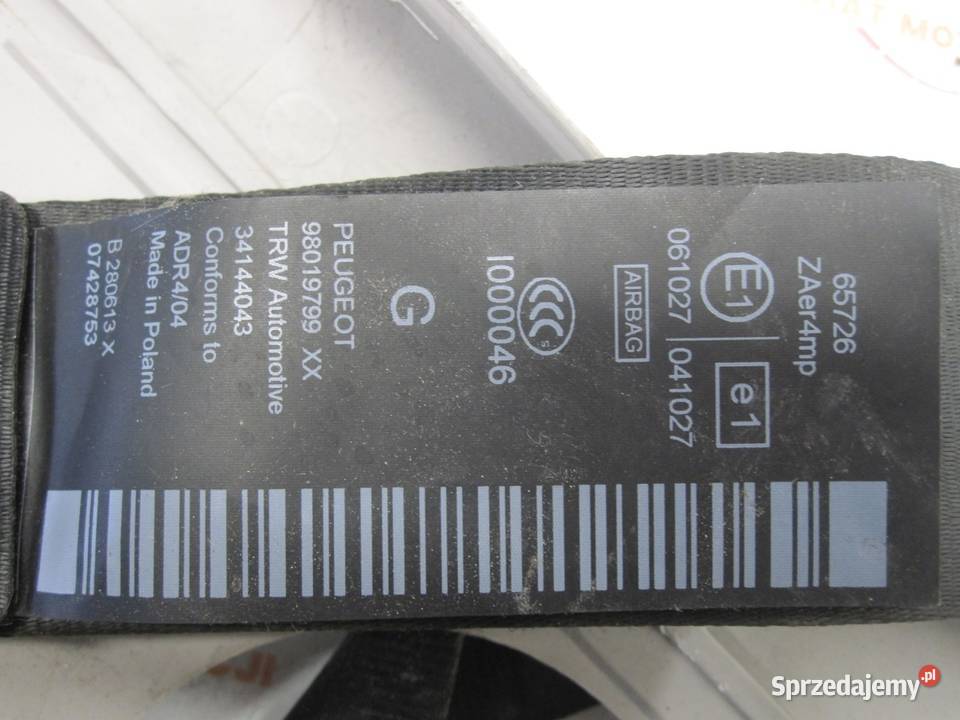 65726
ZAer4mp
E1 e1
061027 041027
AIRBAG
CCC S
I000046
G
PEUGEOT
98019799 XX
TRW Automotive
34144043
Conforms to
ADR4/04
Made in Poland
B 280613 X
07428753
Sprzedajemy.pl